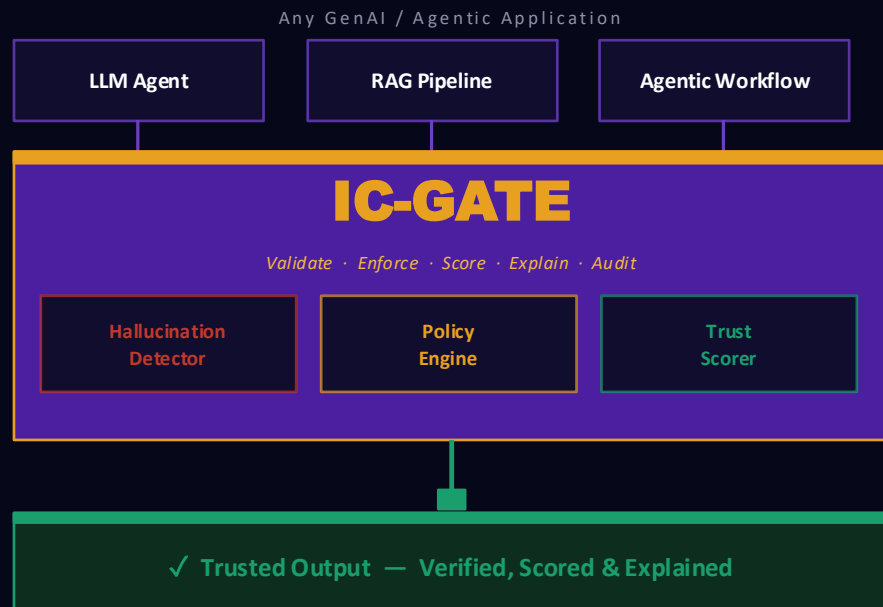 Any GenAI / Agentic Application
LLM Agent
RAG Pipeline
Agentic Workflow
IC-GATE
Validate · Enforce · Score · Explain · Audit
Hallucination
Detector
Policy
Engine
Trust
Scorer
✓ Trusted Output — Verified, Scored & Explained